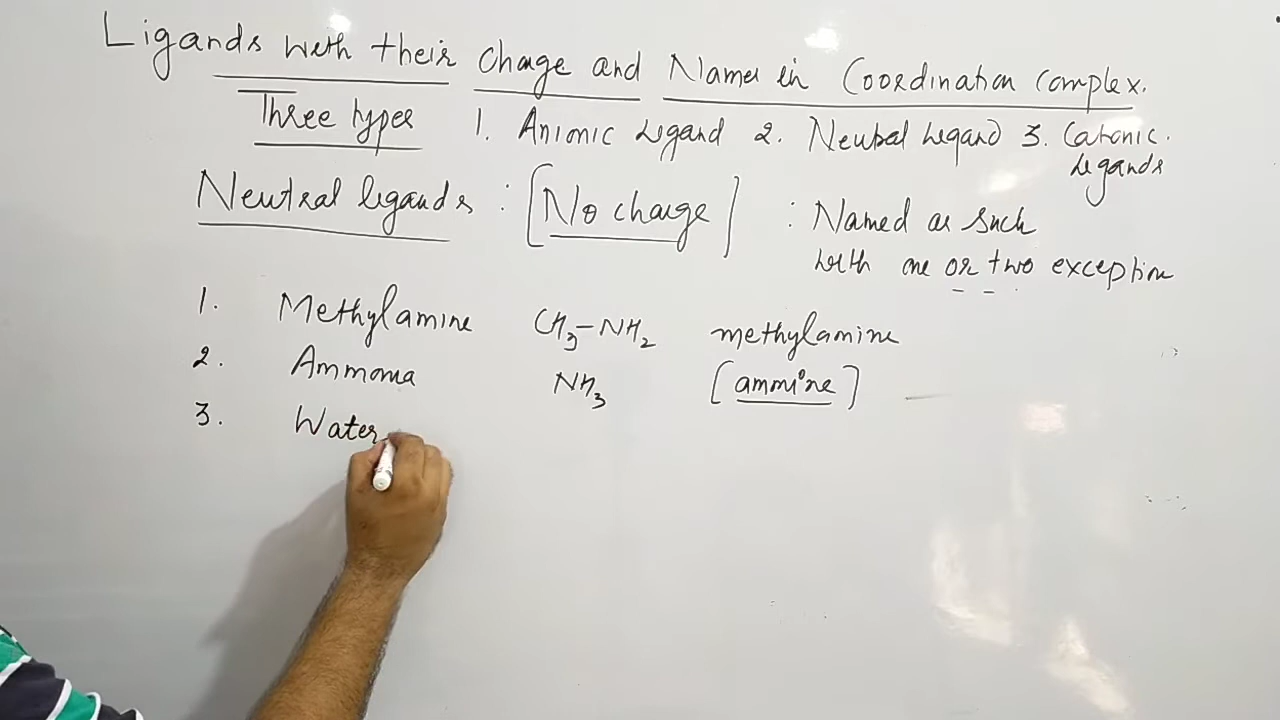 Ligands with their Charge and Names in Coordination complex.
Three types 1. Anionic Ligand 2. Neutral Ligand 3. Cationic Ligands
Neutral ligands : [No charge] : Named as such with one or two exception
1. Methylamine CH3-NH2 methylamine
2. Ammonia NH3 [ammine]
3. Water